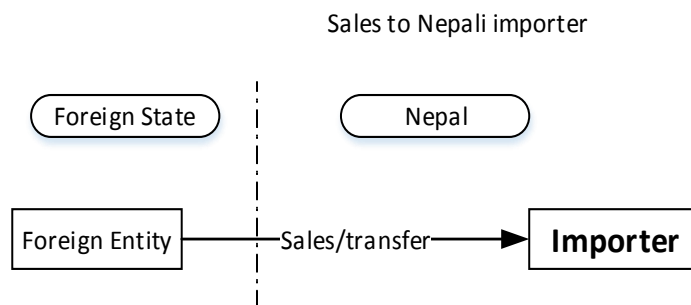 Sales to Nepali importer
Foreign State
Nepal
Foreign Entity
Sales/transfer
Importer